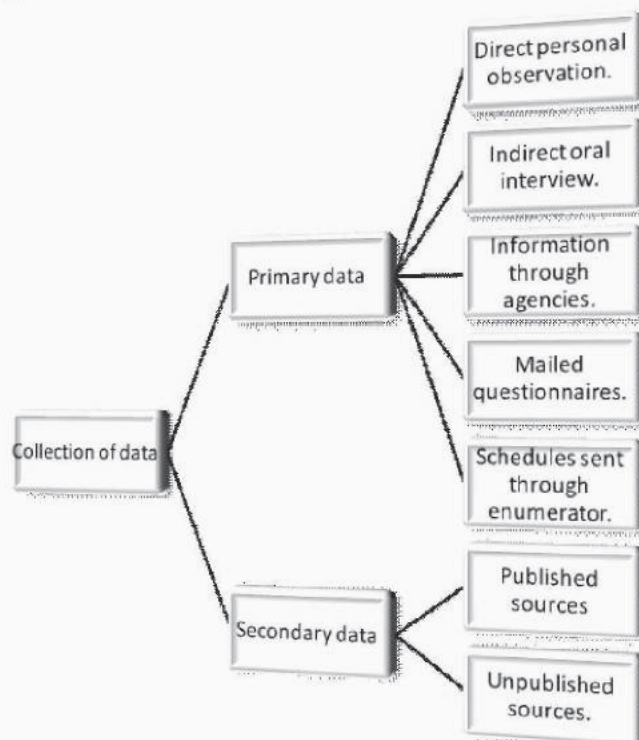 Direct personal
observation.
Indirect oral
interview.
Information
through
agencies.
Primary data
Mailed
questionnaires.
Collection of data
Schedules sent
through
enumerator.
Published
sources
Secondary data
Unpublished
sources.